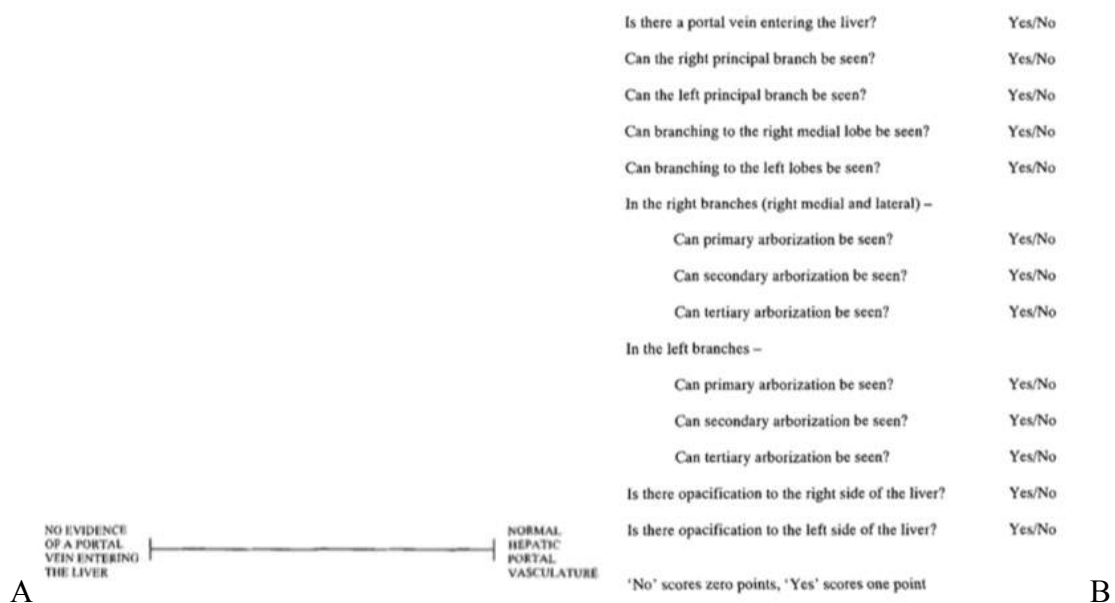 Is there a portal vein entering the liver? Yes/No
Can the right principal branch be seen? Yes/No
Can the left principal branch be seen? Yes/No
Can branching to the right medial lobe be seen? Yes/No
Can branching to the left lobes be seen? Yes/No
In the right branches (right medial and lateral) –
Can primary arborization be seen? Yes/No
Can secondary arborization be seen? Yes/No
Can tertiary arborization be seen? Yes/No
In the left branches –
Can primary arborization be seen? Yes/No
Can secondary arborization be seen? Yes/No
Can tertiary arborization be seen? Yes/No
Is there opacification to the right side of the liver? Yes/No
Is there opacification to the left side of the liver? Yes/No
'No' scores zero points, 'Yes' scores one point
NO EVIDENCE
OF A PORTAL
VEIN ENTERING
THE LIVER
NORMAL
HEPATIC
PORTAL
VASCULATURE
A
B